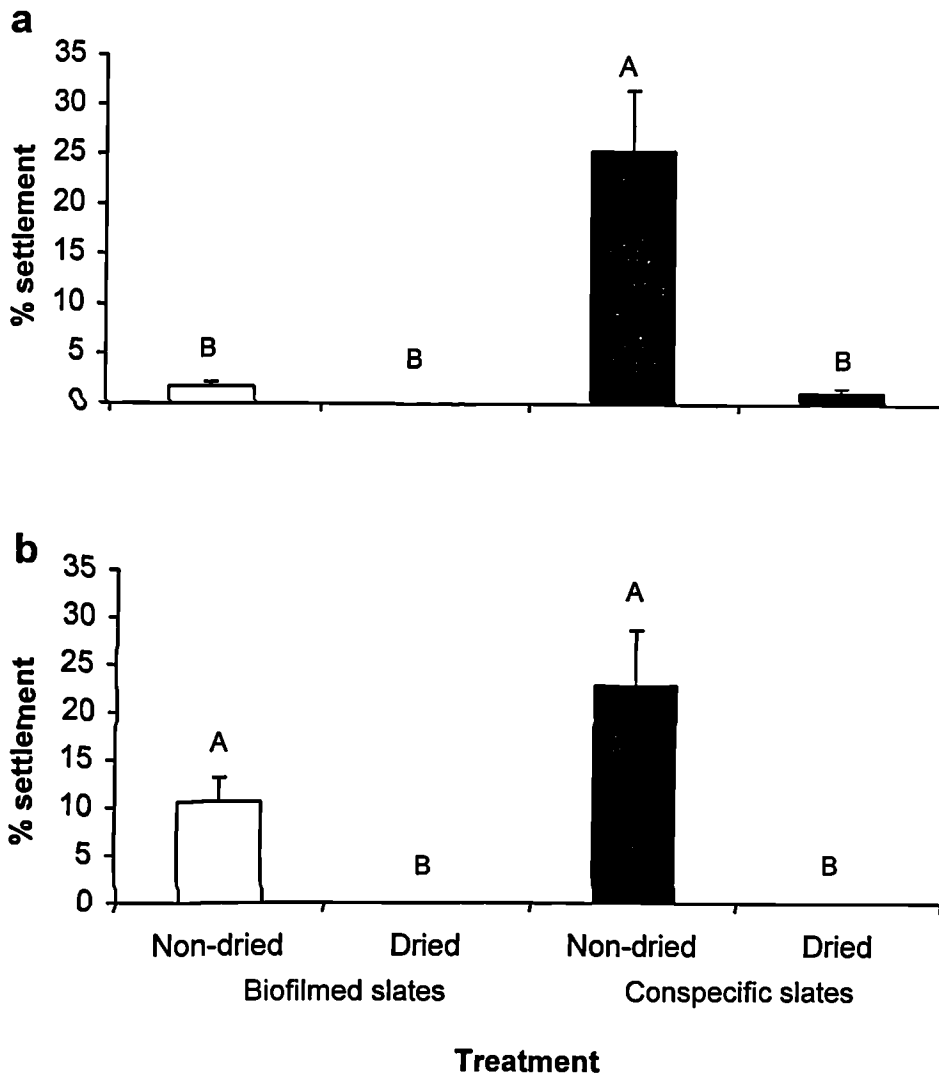 a
35
30
25
20
15
10
5
0
% settlement
B
B
A
B
b
35
30
25
20
15
10
5
0
% settlement
A
B
A
B
Non-dried Dried Non-dried Dried
Biofilmed slates Conspecific slates
Treatment